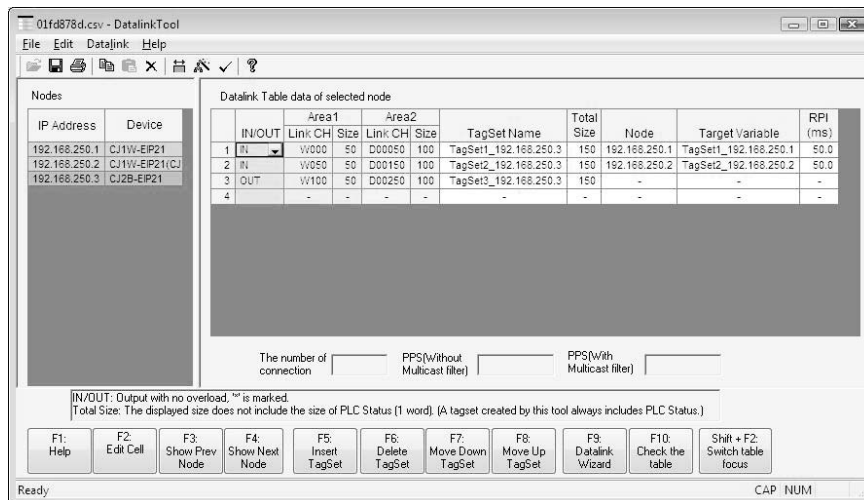 01fd878d.csv - DatalinkTool
File Edit Datalink Help
Nodes
IP Address Device
192.168.250.1 CJ1W-EIP21
192.168.250.2 CJ1W-EIP21(CJ
192.168.250.3 CJ2B-EIP21
Datalink Table data of selected node
Area1 Area2 Total RPI
IN/OUT Link CH Size Link CH Size TagSet Name Size Node Target Variable (ms)
1 IN W000 50 D00050 100 TagSet1_192.168.250.3 150 192.168.250.1 TagSet1_192.168.250.1 50.0
2 IN W050 50 D00150 100 TagSet2_192.168.250.3 150 192.168.250.2 TagSet2_192.168.250.2 50.0
3 OUT W100 50 D00250 100 TagSet3_192.168.250.3 150 - - -
4 - - - - - - - - -
The number of connection
PPS(Without Multicast filter)
PPS(With Multicast filter)
IN/OUT: Output with no overload, '*' is marked.
Total Size: The displayed size does not include the size of PLC Status (1 word). (A tagset created by this tool always includes PLC Status.)
F1: Help
F2: Edit Cell
F3: Show Prev Node
F4: Show Next Node
F5: Insert TagSet
F6: Delete TagSet
F7: Move Down TagSet
F8: Move Up TagSet
F9: Datalink Wizard
F10: Check the table
Shift + F2: Switch table focus
Ready CAP NUM